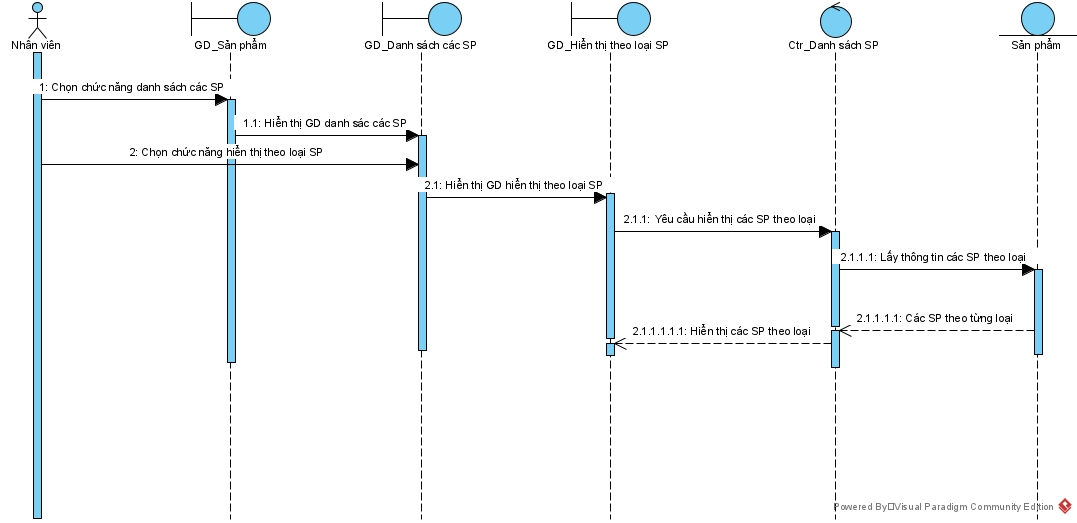 Nhân viên
GD_Sản phẩm
GD_Danh sách các SP
GD_Hiển thị theo loại SP
Ctr_Danh sách SP
Sản phẩm
1: Chọn chức năng danh sách các SP
1.1: Hiển thị GD danh sác các SP
2: Chọn chức năng hiển thị theo loại SP
2.1: Hiển thị GD hiển thị theo loại SP
2.1.1: Yêu cầu hiển thị các SP theo loại
2.1.1.1: Lấy thông tin các SP theo loại
2.1.1.1.1: Các SP theo từng loại
2.1.1.1.1.1: Hiển thị các SP theo loại
Powered By Visual Paradigm Community Edition